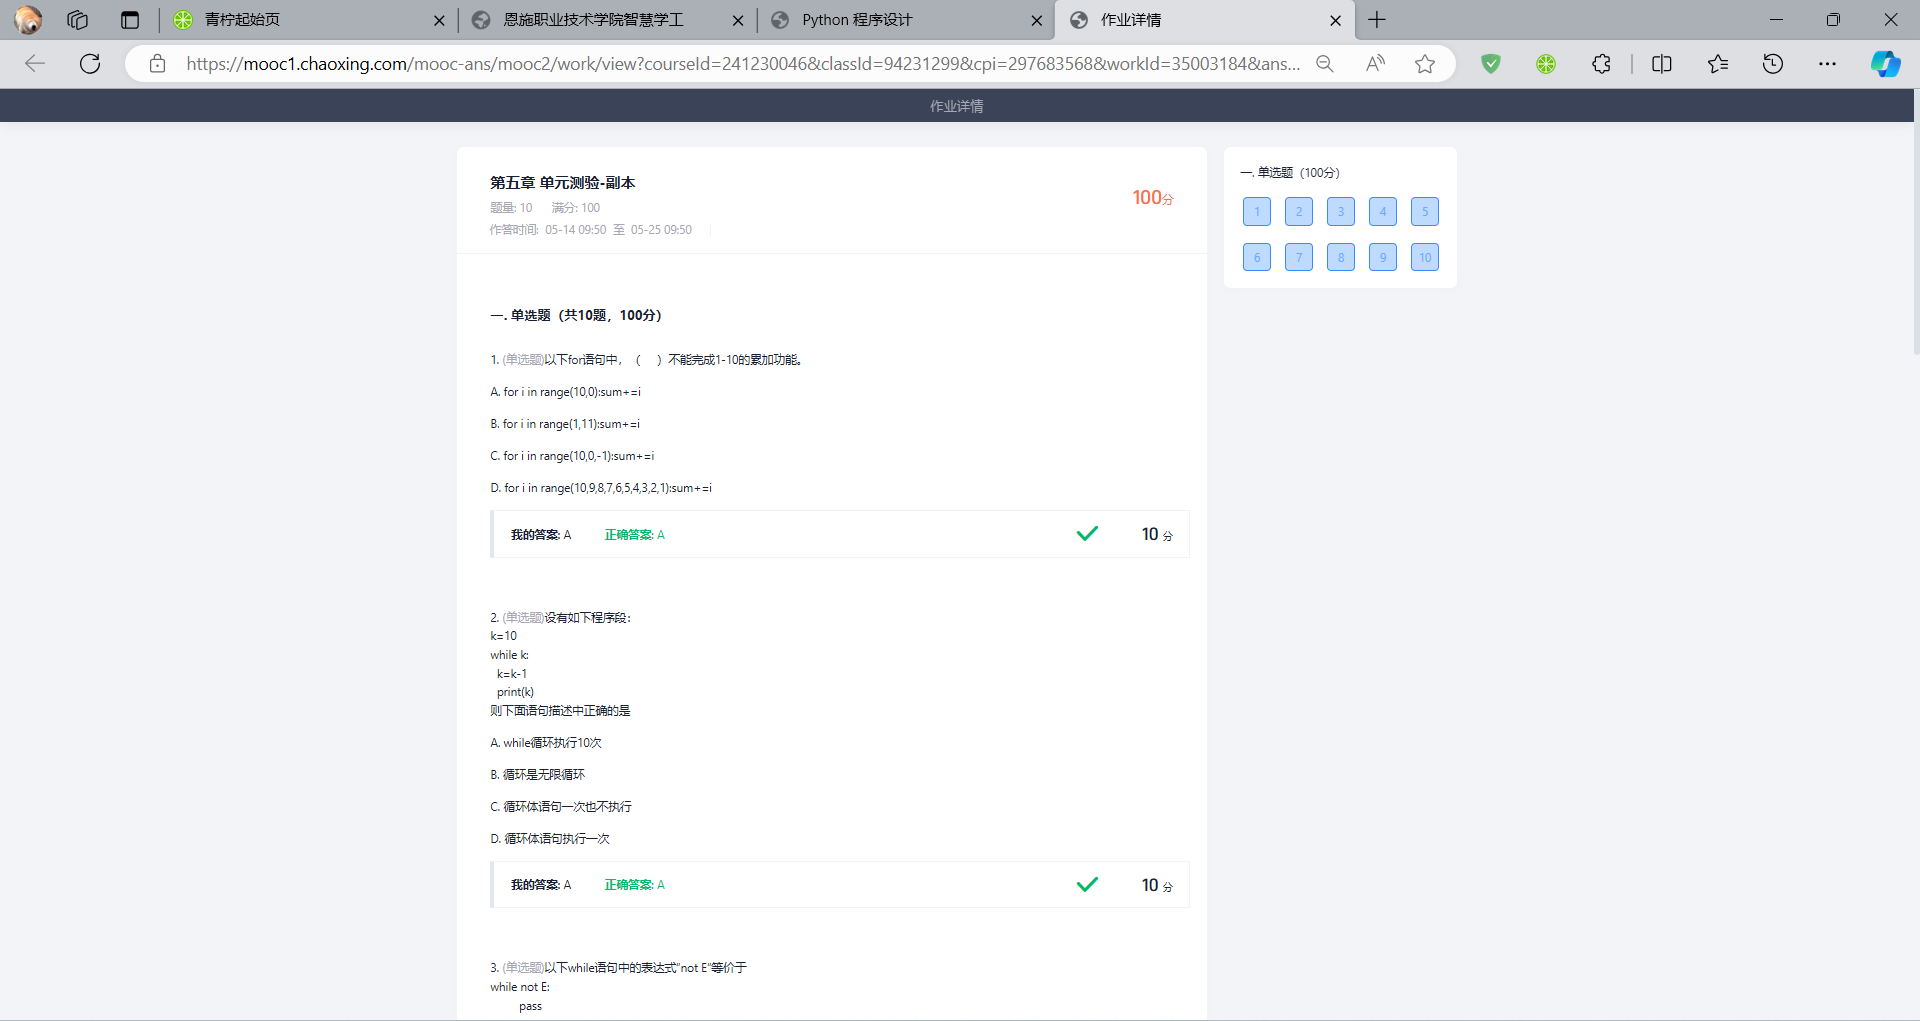 青柠起始页
恩施职业技术学院智慧学工
Python 程序设计
作业详情
https://mooc1.chaoxing.com/mooc-ans/mooc2/work/view?courseId=241230046&classId=94231299&cpi=297683568&workId=35003184&ans...
作业详情
第五章 单元测验-副本
100分
题量: 10 满分: 100
作答时间: 05-14 09:50 至 05-25 09:50
一. 单选题（100分）
1 2 3 4 5
6 7 8 9 10
一. 单选题（共10题，100分）
1. (单选题)以下for语句中，（ ）不能完成1-10的累加功能。
A. for i in range(10,0):sum+=i
B. for i in range(1,11):sum+=i
C. for i in range(10,0,-1):sum+=i
D. for i in range(10,9,8,7,6,5,4,3,2,1):sum+=i
我的答案: A 正确答案: A 10 分
2. (单选题)设有如下程序段：
k=10
while k:
k=k-1
print(k)
则下面语句描述中正确的是
A. while循环执行10次
B. 循环是无限循环
C. 循环体语句一次也不执行
D. 循环体语句执行一次
我的答案: A 正确答案: A 10 分
3. (单选题)以下while语句中的表达式"not E"等价于
while not E:
pass